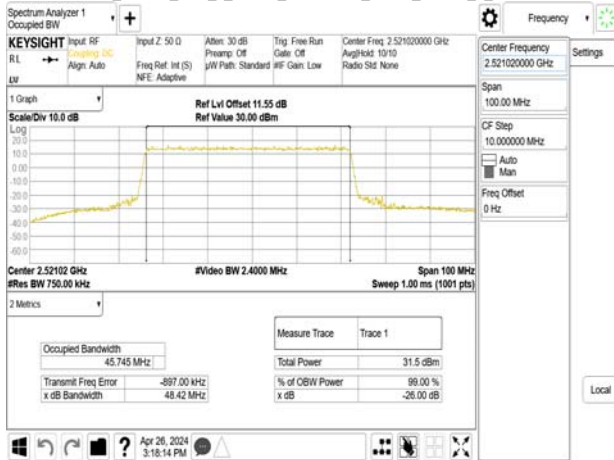 Spectrum Analyzer 1
Occupied BW
+
Frequency
KEYSIGHT
Input: RF
Input Z: 50 Ω
Atten: 30 dB
Trig: Free Run
Center Freq: 2.521020000 GHz
RL
Coupling: DC
Preamp: Off
Gate: Off
Avg|Hold: 10/10
Align: Auto
Freq Ref: Int (S)
µW Path: Standard
#IF Gain: Low
Radio Std: None
NFE: Adaptive
LW
Center Frequency
2.521020000 GHz
Settings
Span
100.00 MHz
CF Step
10.000000 MHz
Auto
Man
Freq Offset
0 Hz
Local
1 Graph
Scale/Div 10.0 dB
Ref Lvl Offset 11.55 dB
Ref Value 30.00 dBm
Log
20.0
10.0
0.00
-10.0
-20.0
-30.0
-40.0
-50.0
-60.0
Center 2.52102 GHz
#Video BW 2.4000 MHz
Span 100 MHz
#Res BW 750.00 kHz
Sweep 1.00 ms (1001 pts)
2 Metrics
Measure Trace
Trace 1
Occupied Bandwidth
45.745 MHz
Total Power
31.5 dBm
Transmit Freq Error
-897.00 kHz
% of OBW Power
99.00 %
x dB Bandwidth
48.42 MHz
x dB
-26.00 dB
?
Apr 26, 2024
3:18:14 PM